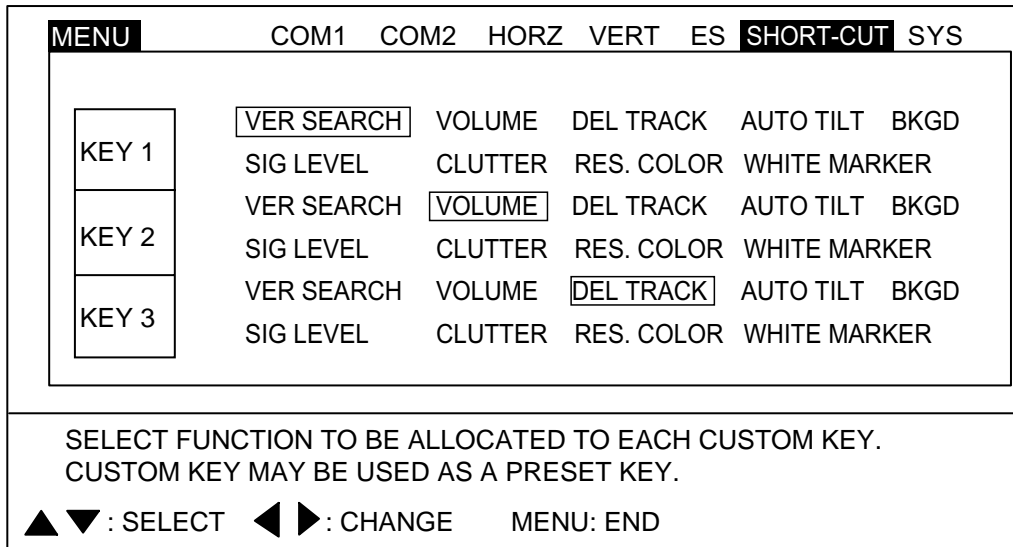 MENU COM1 COM2 HORZ VERT ES SHORT-CUT SYS
KEY 1
VER SEARCH VOLUME DEL TRACK AUTO TILT BKGD
SIG LEVEL CLUTTER RES. COLOR WHITE MARKER
KEY 2
VER SEARCH VOLUME DEL TRACK AUTO TILT BKGD
SIG LEVEL CLUTTER RES. COLOR WHITE MARKER
KEY 3
VER SEARCH VOLUME DEL TRACK AUTO TILT BKGD
SIG LEVEL CLUTTER RES. COLOR WHITE MARKER
SELECT FUNCTION TO BE ALLOCATED TO EACH CUSTOM KEY.
CUSTOM KEY MAY BE USED AS A PRESET KEY.
▲ ▼ : SELECT ◀ ▶ : CHANGE MENU: END